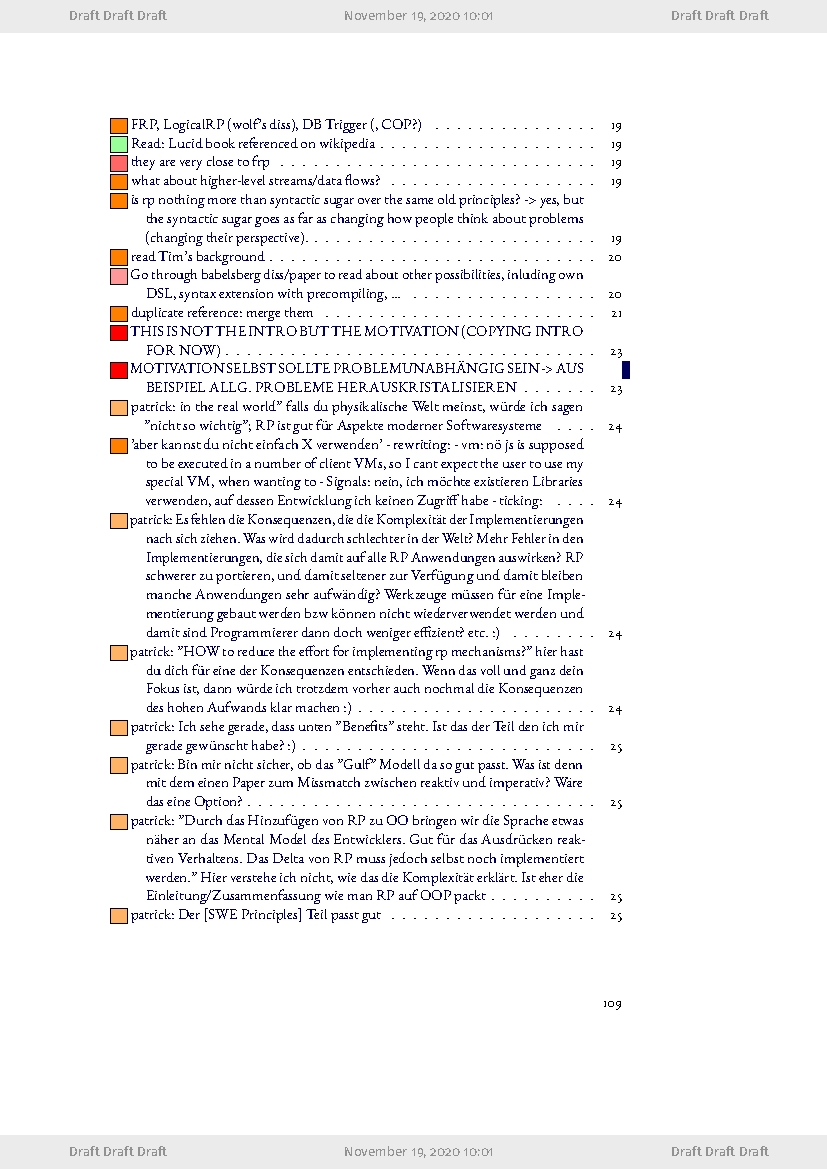 Draft Draft Draft November 19, 2020 10:01 Draft Draft Draft
FRP, LogicalRP (wolf's diss), DB Trigger (, COP?) . . . . . . . . . . . . . . . 19
Read: Lucid book referenced on wikipedia . . . . . . . . . . . . . . . . . . . . 19
they are very close to frp . . . . . . . . . . . . . . . . . . . . . . . . . . . . . 19
what about higher-level streams/data flows? . . . . . . . . . . . . . . . . . . . 19
is rp nothing more than syntactic sugar over the same old principles? -> yes, but
the syntactic sugar goes as far as changing how people think about problems
(changing their perspective). . . . . . . . . . . . . . . . . . . . . . . . . . . 19
read Tim's background . . . . . . . . . . . . . . . . . . . . . . . . . . . . . . 20
Go through babelsberg diss/paper to read about other possibilities, inluding own
DSL, syntax extension with precompiling, ... . . . . . . . . . . . . . . . . . 20
duplicate reference: merge them . . . . . . . . . . . . . . . . . . . . . . . . . 21
THIS IS NOT THE INTRO BUT THE MOTIVATION (COPYING INTRO
FOR NOW) . . . . . . . . . . . . . . . . . . . . . . . . . . . . . . . . . . 23
MOTIVATION SELBST SOLLTE PROBLEMUNABHÄNGIG SEIN -> AUS
BEISPIEL ALLG. PROBLEME HERAUSKRISTALISIEREN . . . . . . . 23
patrick: in the real world” falls du physikalische Welt meinst, würde ich sagen
”nicht so wichtig”; RP ist gut für Aspekte moderner Softwaresysteme . . . . 24
'aber kannst du nicht einfach X verwenden' - rewriting: - vm: nö js is supposed
to be executed in a number of client VMs, so I cant expect the user to use my
special VM, when wanting to - Signals: nein, ich möchte existieren Libraries
verwenden, auf dessen Entwicklung ich keinen Zugriff habe - ticking: . . . . 24
patrick: Es fehlen die Konsequenzen, die die Komplexität der Implementierungen
nach sich ziehen. Was wird dadurch schlechter in der Welt? Mehr Fehler in den
Implementierungen, die sich damit auf alle RP Anwendungen auswirken? RP
schwerer zu portieren, und damit seltener zur Verfügung und damit bleiben
manche Anwendungen sehr aufwändig? Werkzeuge müssen für eine Imple-
mentierung gebaut werden bzw können nicht wiederverwendet werden und
damit sind Programmierer dann doch weniger effizient? etc. :) . . . . . . . . 24
patrick: ”HOW to reduce the effort for implementing rp mechanisms?” hier hast
du dich für eine der Konsequenzen entschieden. Wenn das voll und ganz dein
Fokus ist, dann würde ich trotzdem vorher auch nochmal die Konsequenzen
des hohen Aufwands klar machen :) . . . . . . . . . . . . . . . . . . . . . . 24
patrick: Ich sehe gerade, dass unten ”Benefits” steht. Ist das der Teil den ich mir
gerade gewünscht habe? :) . . . . . . . . . . . . . . . . . . . . . . . . . . . 25
patrick: Bin mir nicht sicher, ob das ”Gulf” Modell da so gut passt. Was ist denn
mit dem einen Paper zum Missmatch zwischen reaktiv und imperativ? Wäre
das eine Option? . . . . . . . . . . . . . . . . . . . . . . . . . . . . . . . . 25
patrick: ”Durch das Hinzufügen von RP zu OO bringen wir die Sprache etwas
näher an das Mental Model des Entwicklers. Gut für das Ausdrücken reak-
tiven Verhaltens. Das Delta von RP muss jedoch selbst noch implementiert
werden.” Hier verstehe ich nicht, wie das die Komplexität erklärt. Ist eher die
Einleitung/Zusammenfassung wie man RP auf OOP packt . . . . . . . . . . 25
patrick: Der [SWE Principles] Teil passt gut . . . . . . . . . . . . . . . . . . . 25
109
Draft Draft Draft November 19, 2020 10:01 Draft Draft Draft